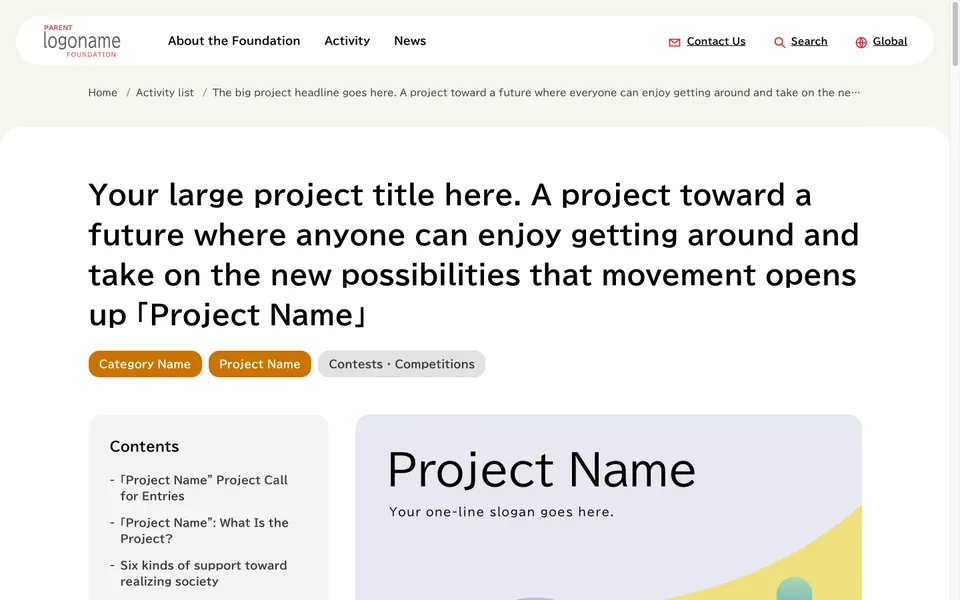 PARENT
logoname
FOUNDATION
About the Foundation
Activity
News
Contact Us
Search
Global
Home / Activity list / The big project headline goes here. A project toward a future where everyone can enjoy getting around and take on the ne…
Your large project title here. A project toward a
future where anyone can enjoy getting around and
take on the new possibilities that movement opens
up「Project Name」
Category Name
Project Name
Contests・Competitions
Contents
- 「Project Name” Project Call
for Entries
- 「Project Name”: What Is the
Project?
- Six kinds of support toward
realizing society
Project Name
Your one-line slogan goes here.